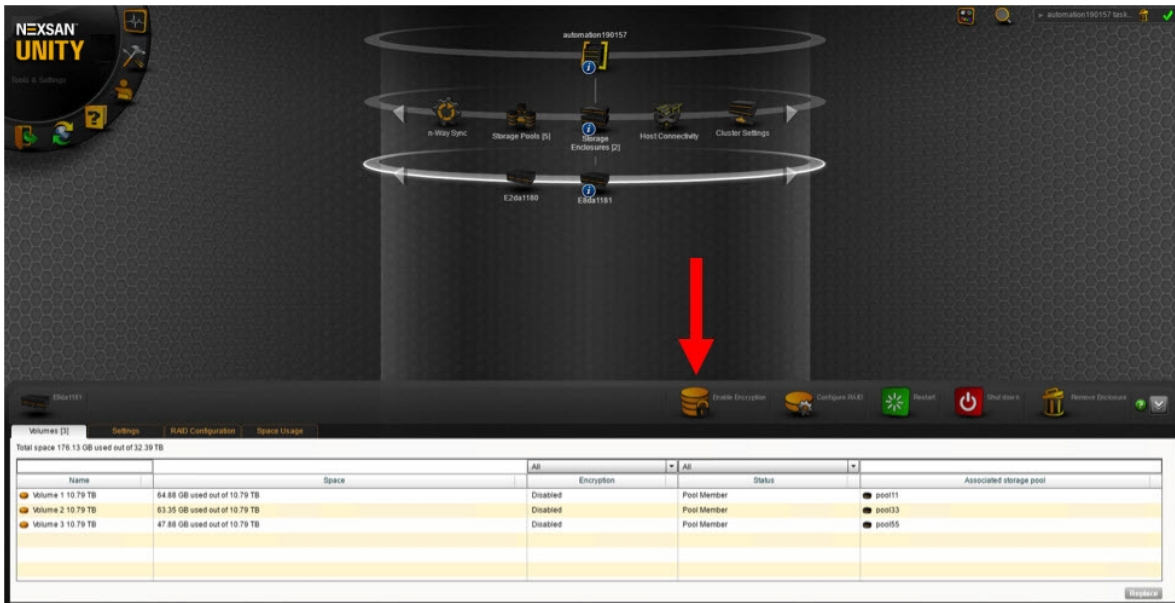 NEXSAN
UNITY
Tools & Settings
automation190157 task...
automation190157
n-Way Sync
Storage Pools [5]
Storage Enclosures [2]
Host Connectivity
Cluster Settings
E2da1180
E8da1181
E8da1181
Enable Encryption
Configure RAID
Restart
Shut down
Remove Enclosure
Volumes [3] Settings RAID Configuration Space Usage
Total space 176.13 GB used out of 32.39 TB
All All
Name Space Encryption Status Associated storage pool
Volume 1 10.79 TB 64.88 GB used out of 10.79 TB Disabled Pool Member pool11
Volume 2 10.79 TB 63.35 GB used out of 10.79 TB Disabled Pool Member pool33
Volume 3 10.79 TB 47.88 GB used out of 10.79 TB Disabled Pool Member pool55
Replace